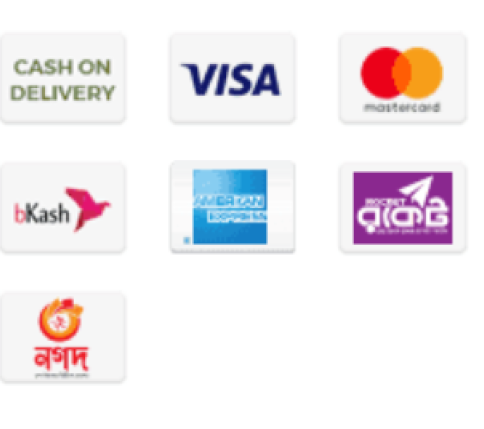 CASH ON
DELIVERY
VISA
mastercard
bKash
AMERICAN
EXPRESS
ROCKET
রকেট
নগদ